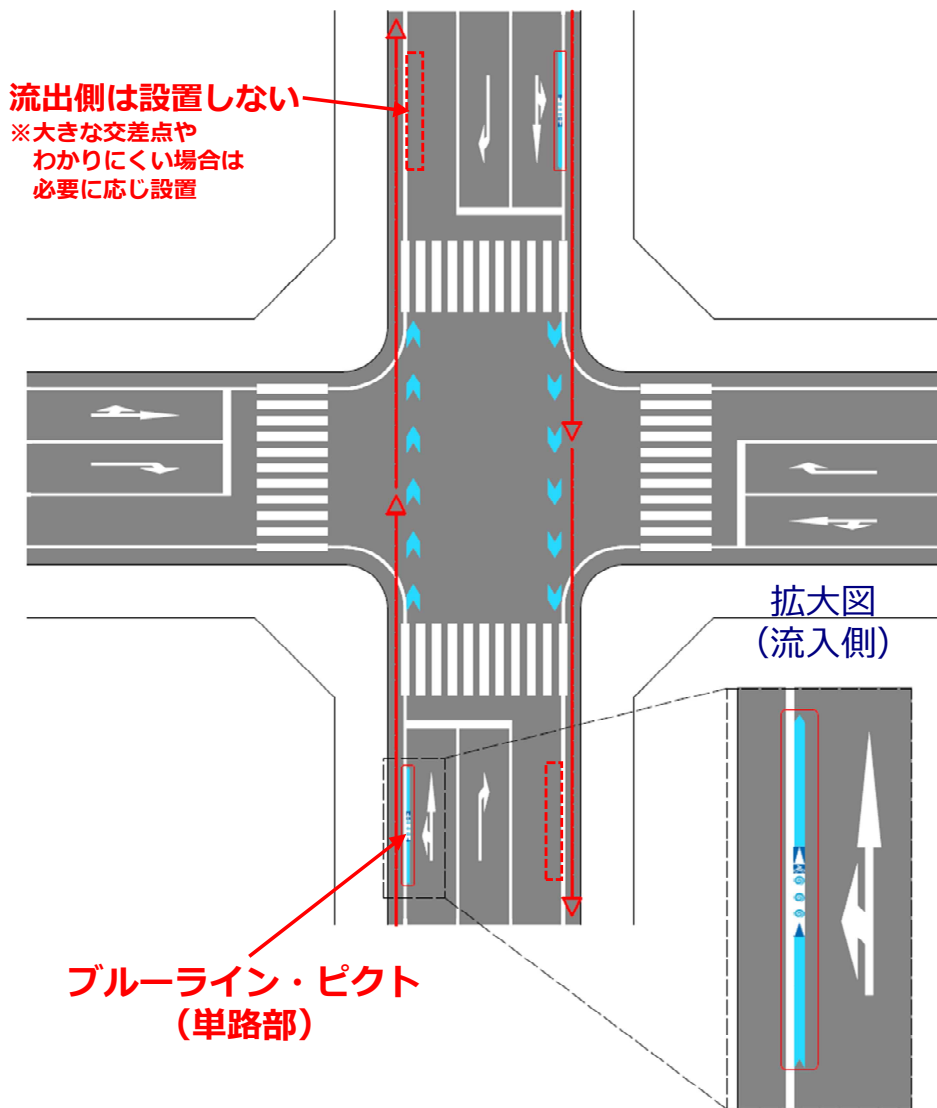 流出側は設置しない
※大きな交差点や
わかりにくい場合は
必要に応じ設置
拡大図
（流入側）
ブルーライン・ピクト
（単路部）